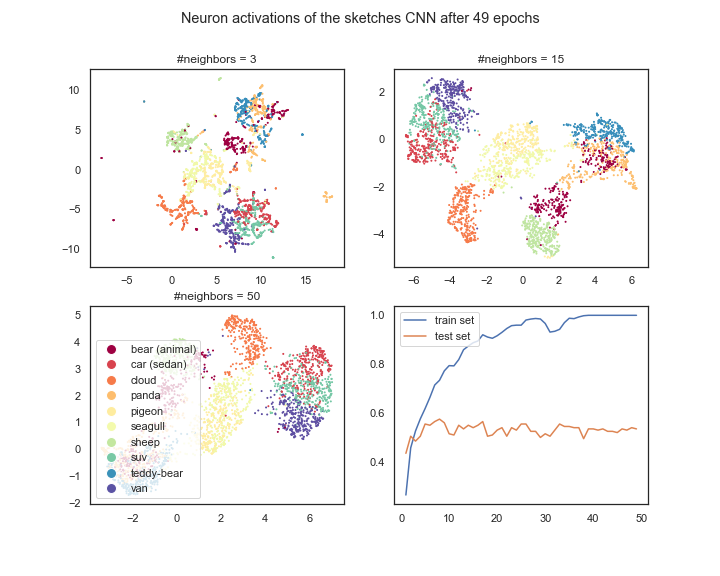 Neuron activations of the sketches CNN after 49 epochs
#neighbors = 3
10
5
0
−5
−10
−5
0
5
10
15
#neighbors = 15
2
0
−2
−4
−6
−4
−2
0
2
4
6
#neighbors = 50
5
4
3
2
1
0
−1
−2
−2
0
2
4
6
bear (animal)
car (sedan)
cloud
panda
pigeon
seagull
sheep
suv
teddy-bear
van
1.0
0.8
0.6
0.4
0
10
20
30
40
50
train set
test set